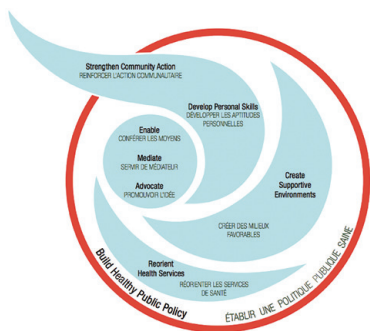 Strengthen Community Action
REINFORCER L'ACTION COMMUNAUTAIRE
Develop Personal Skills
DÉVELOPPER LES APTITUDES
PERSONNELLES
Enable
CONFÉRER LES MOYENS
Mediate
SERVIR DE MÉDIATEUR
Advocate
PROMOUVOIR L'IDÉE
Create
Supportive
Environments
CRÉER DES MILIEUX
FAVORABLES
Reorient
Health Services
RÉORIENTER LES SERVICES
DE SANTÉ
Build Healthy Public Policy
ÉTABLIR UNE POLITIQUE PUBLIQUE SAINE